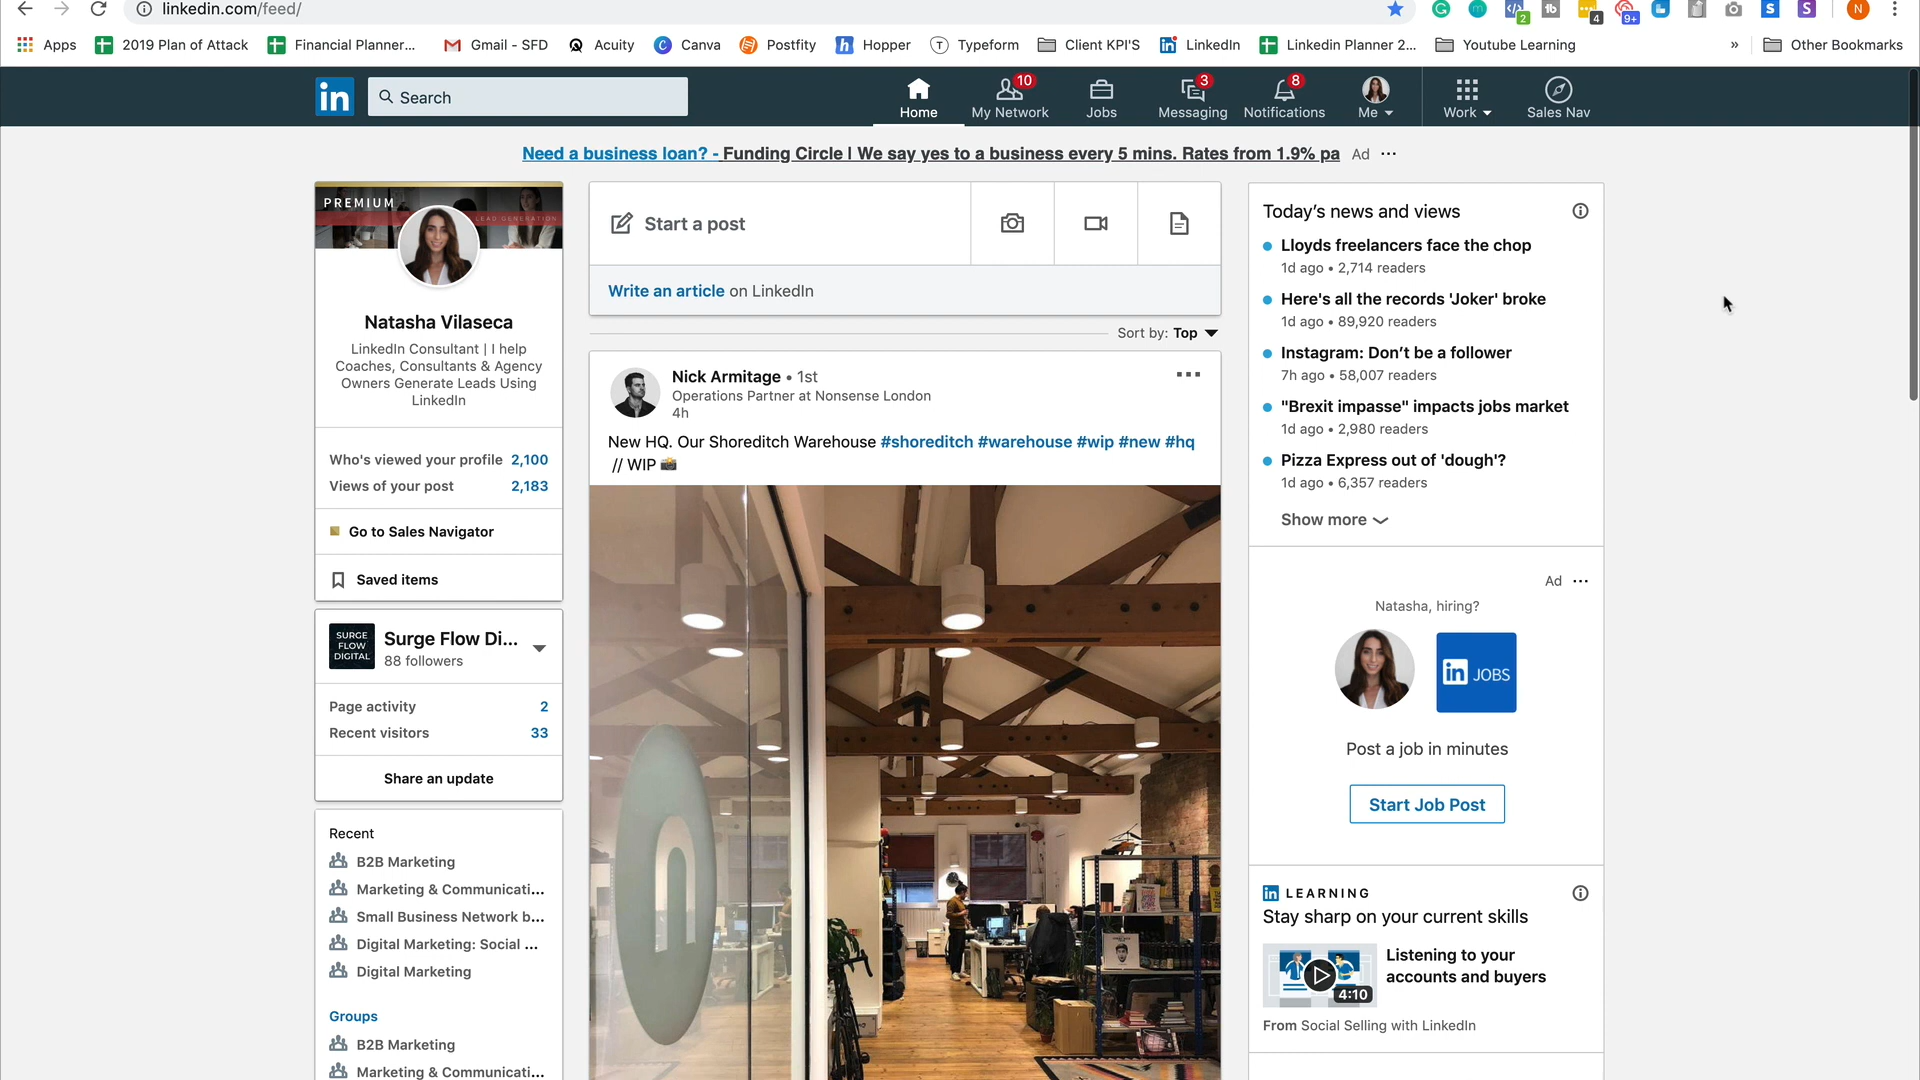 linkedin.com/feed/
2
4
9+
N
Apps
2019 Plan of Attack
Financial Planner...
Gmail - SFD
Acuity
Canva
Postfity
Hopper
Typeform
Client KPI'S
LinkedIn
Linkedin Planner 2...
Youtube Learning
»
Other Bookmarks
in
Search
Home
10
My Network
Jobs
3
Messaging
8
Notifications
Me
Work
Sales Nav
Need a business loan? - Funding Circle | We say yes to a business every 5 mins. Rates from 1.9% pa
Ad
PREMIUM
LEAD GENERATION
Natasha Vilaseca
LinkedIn Consultant | I help
Coaches, Consultants & Agency
Owners Generate Leads Using
LinkedIn
Who's viewed your profile 2,100
Views of your post 2,183
Go to Sales Navigator
Saved items
SURGE
FLOW
DIGITAL
Surge Flow Di...
88 followers
Page activity 2
Recent visitors 33
Share an update
Recent
B2B Marketing
Marketing & Communicati...
Small Business Network b...
Digital Marketing: Social ...
Digital Marketing
Groups
B2B Marketing
Marketing & Communicati...
Start a post
Write an article on LinkedIn
Sort by: Top
Nick Armitage • 1st
Operations Partner at Nonsense London
4h
New HQ. Our Shoreditch Warehouse #shoreditch #warehouse #wip #new #hq
// WIP 📸
n
Today’s news and views
Lloyds freelancers face the chop
1d ago • 2,714 readers
Here's all the records 'Joker' broke
1d ago • 89,920 readers
Instagram: Don’t be a follower
7h ago • 58,007 readers
"Brexit impasse" impacts jobs market
1d ago • 2,980 readers
Pizza Express out of 'dough'?
1d ago • 6,357 readers
Show more
Ad
Natasha, hiring?
in JOBS
Post a job in minutes
Start Job Post
in LEARNING
Stay sharp on your current skills
Listening to your
accounts and buyers
4:10
From Social Selling with LinkedIn